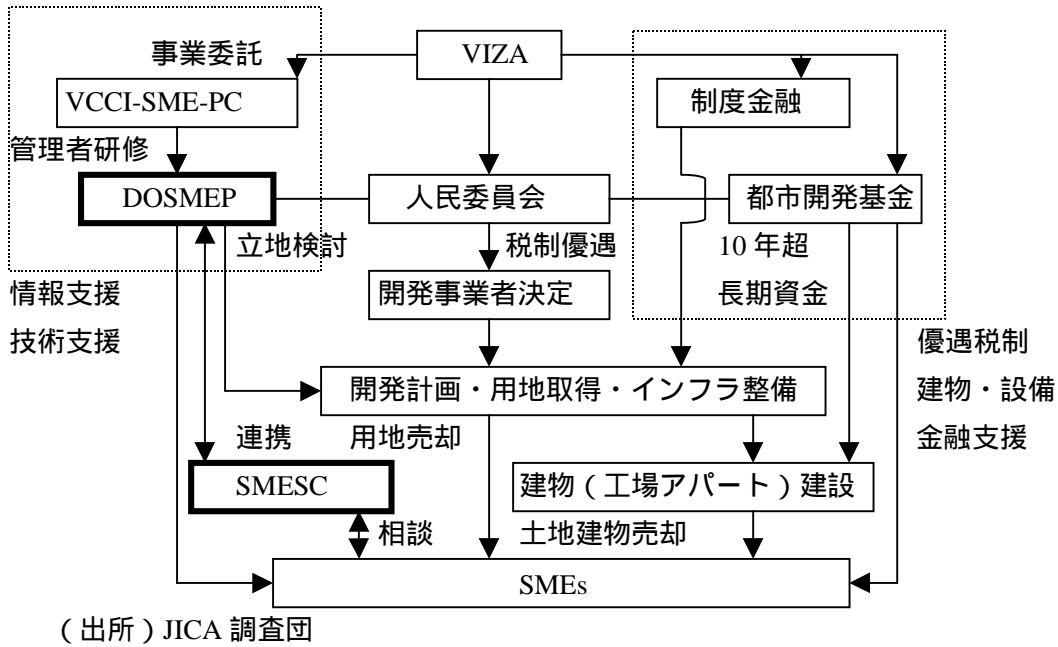 事業委託
VIZA
VCCI-SME-PC
制度金融
管理者研修
DOSMEP
人民委員会
都市開発基金
立地検討
税制優遇
10 年超
情報支援
開発事業者決定
長期資金
技術支援
優遇税制
開発計画・用地取得・インフラ整備
建物・設備
連携
用地売却
金融支援
SMESC
建物（工場アパート）建設
相談
土地建物売却
SMEs
（出所）JICA 調査団